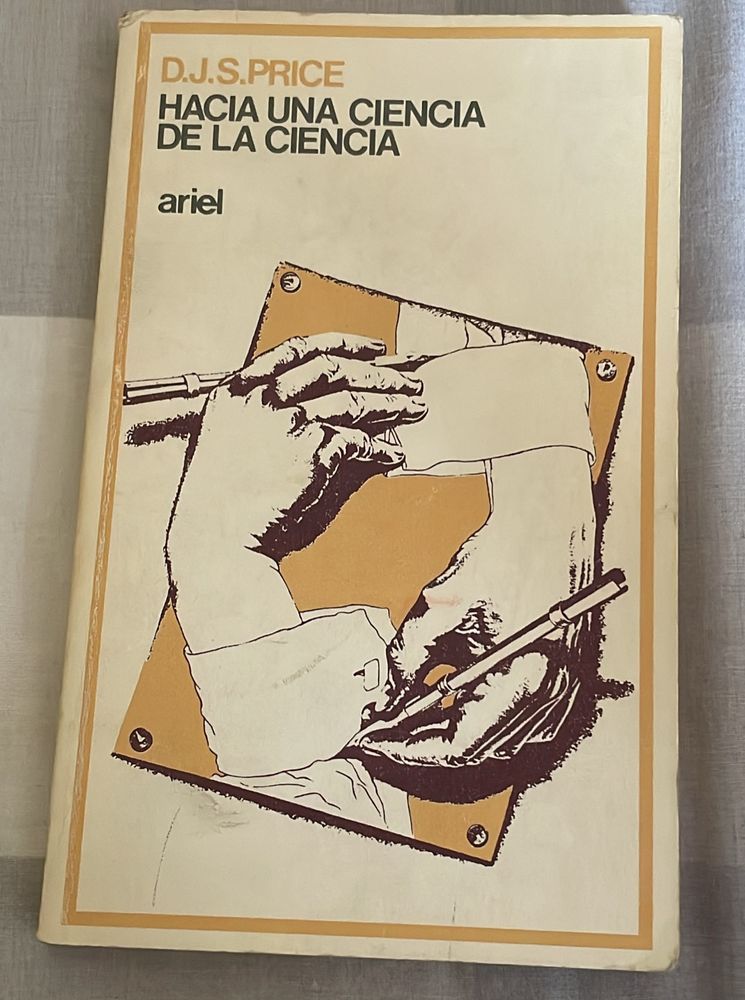 D.J.S.PRICE
HACIA UNA CIENCIA
DE LA CIENCIA
ariel